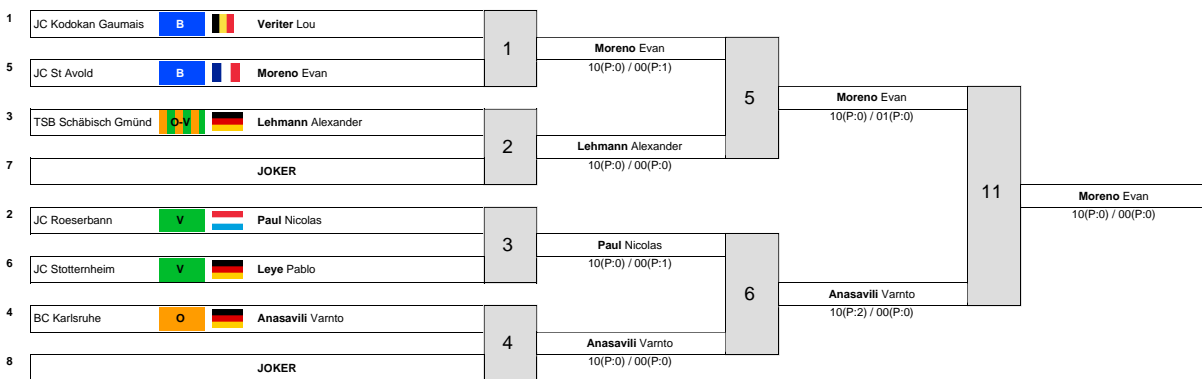 1 JC Kodokan Gaumais B Veriter Lou
1
Moreno Evan
10(P:0) / 00(P:1)
5 JC St Avold B Moreno Evan
5
Moreno Evan
10(P:0) / 01(P:0)
3 TSB Schäbisch Gmünd O-V Lehmann Alexander
2
Lehmann Alexander
10(P:0) / 00(P:0)
7 JOKER
11
Moreno Evan
10(P:0) / 00(P:0)
2 JC Roeserbann V Paul Nicolas
3
Paul Nicolas
10(P:0) / 00(P:1)
6 JC Stotternheim V Leye Pablo
6
Anasavili Varnto
10(P:2) / 00(P:0)
4 BC Karlsruhe O Anasavili Varnto
4
Anasavili Varnto
10(P:0) / 00(P:0)
8 JOKER